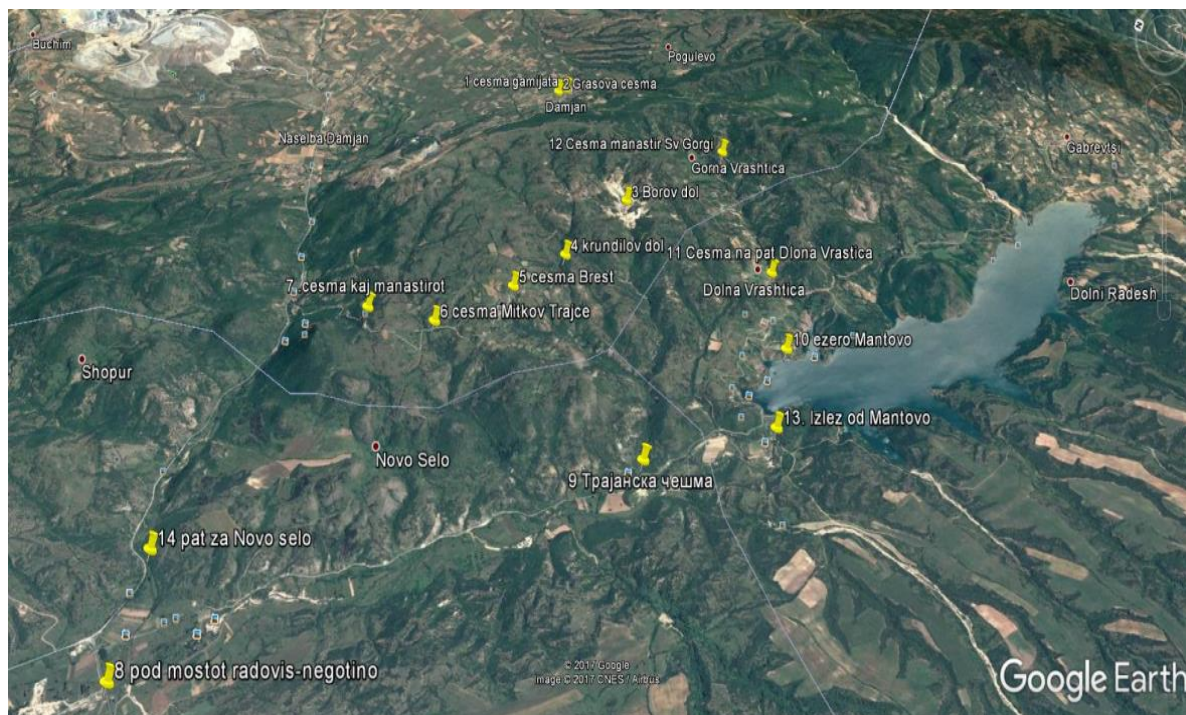 Buchim
Pogulevo
1 cesma gamijata
2 Grasova cesma
Damjan
Naselba Damjan
12 Cesma manastir Sv Gorgi
Gorna Vrashtica
Gabrevtsi
3 Borov dol
4 krundilov dol
11 Cesma na pat Dlona Vrastica
5 cesma Brest
7. cesma kaj manastirot
Dolna Vrashtica
Dolni Radesh
6 cesma Mitkov Trajce
10 ezero Mantovo
Shopur
13. Izlez od Mantovo
Novo Selo
9 Трајанска чешма
14 pat za Novo selo
8 pod mostot radovis-negotino
© 2017 Google
Image © 2017 CNES / Airbus
Google Earth